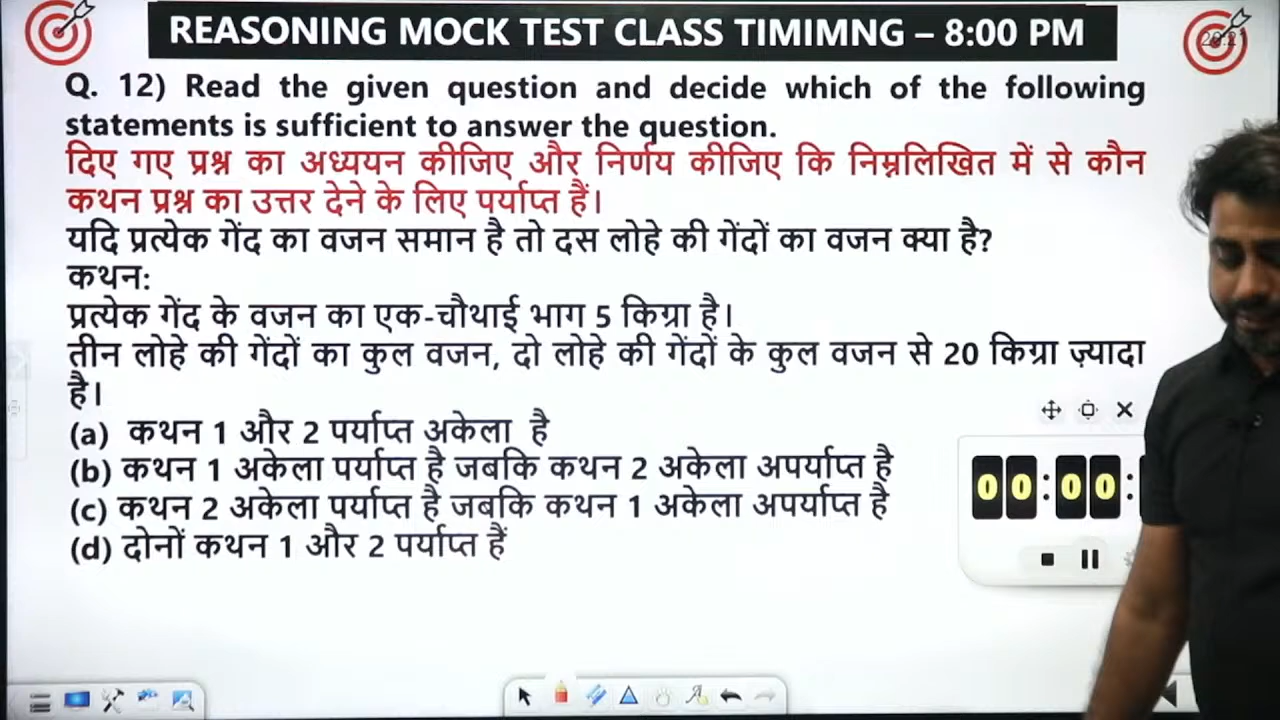 REASONING MOCK TEST CLASS TIMIMNG – 8:00 PM
Q. 12) Read the given question and decide which of the following
statements is sufficient to answer the question.
दिए गए प्रश्न का अध्ययन कीजिए और निर्णय कीजिए कि निम्नलिखित में से कौन
कथन प्रश्न का उत्तर देने के लिए पर्याप्त हैं।
यदि प्रत्येक गेंद का वजन समान है तो दस लोहे की गेंदों का वजन क्या है?
कथन:
प्रत्येक गेंद के वजन का एक-चौथाई भाग 5 किग्रा है।
तीन लोहे की गेंदों का कुल वजन, दो लोहे की गेंदों के कुल वजन से 20 किग्रा ज़्यादा
है।
(a) कथन 1 और 2 पर्याप्त अकेला है
(b) कथन 1 अकेला पर्याप्त है जबकि कथन 2 अकेला अपर्याप्त है
(c) कथन 2 अकेला पर्याप्त है जबकि कथन 1 अकेला अपर्याप्त है
(d) दोनों कथन 1 और 2 पर्याप्त हैं
00:00: